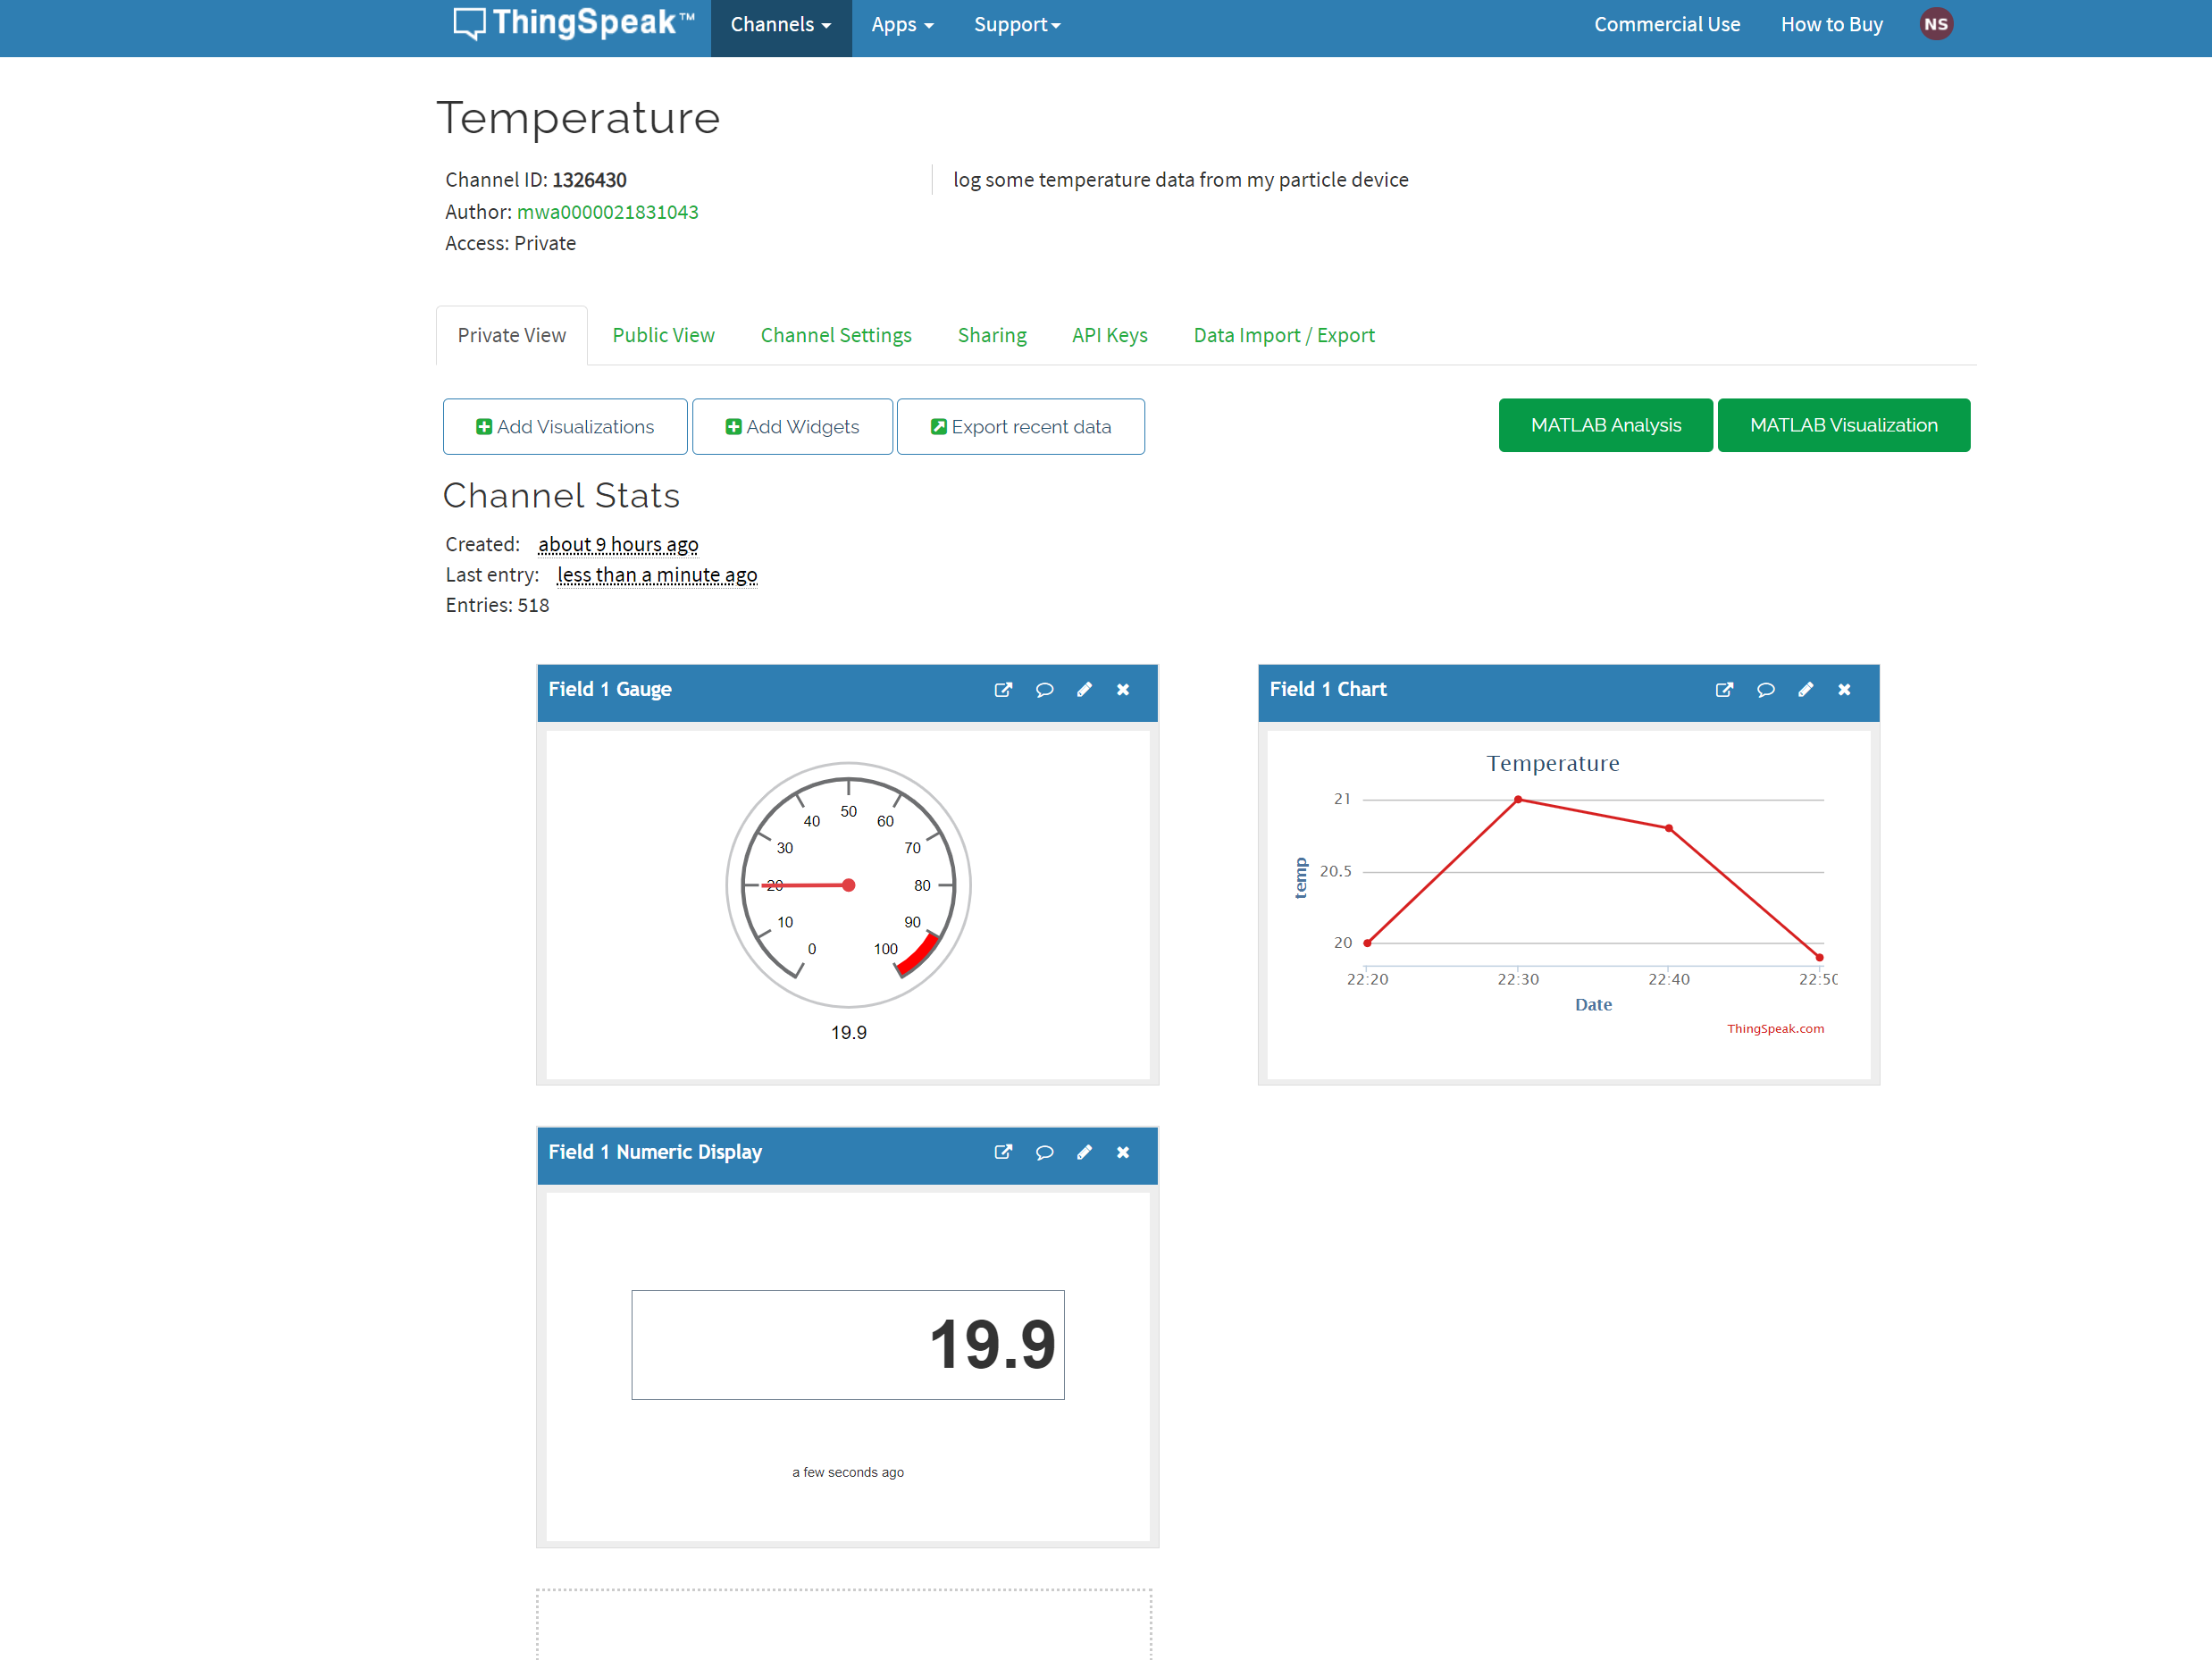 ThingSpeak™ Channels Apps Support Commercial Use How to Buy NS
Temperature
Channel ID: 1326430
Author: mwa0000021831043
Access: Private
log some temperature data from my particle device
Private View Public View Channel Settings Sharing API Keys Data Import / Export
Add Visualizations Add Widgets Export recent data MATLAB Analysis MATLAB Visualization
Channel Stats
Created: about 9 hours ago
Last entry: less than a minute ago
Entries: 518
Field 1 Gauge
0
10
20
30
40
50
60
70
80
90
100
19.9
Field 1 Chart
Temperature
temp
21
20.5
20
22:20 22:30 22:40 22:50
Date
ThingSpeak.com
Field 1 Numeric Display
19.9
a few seconds ago